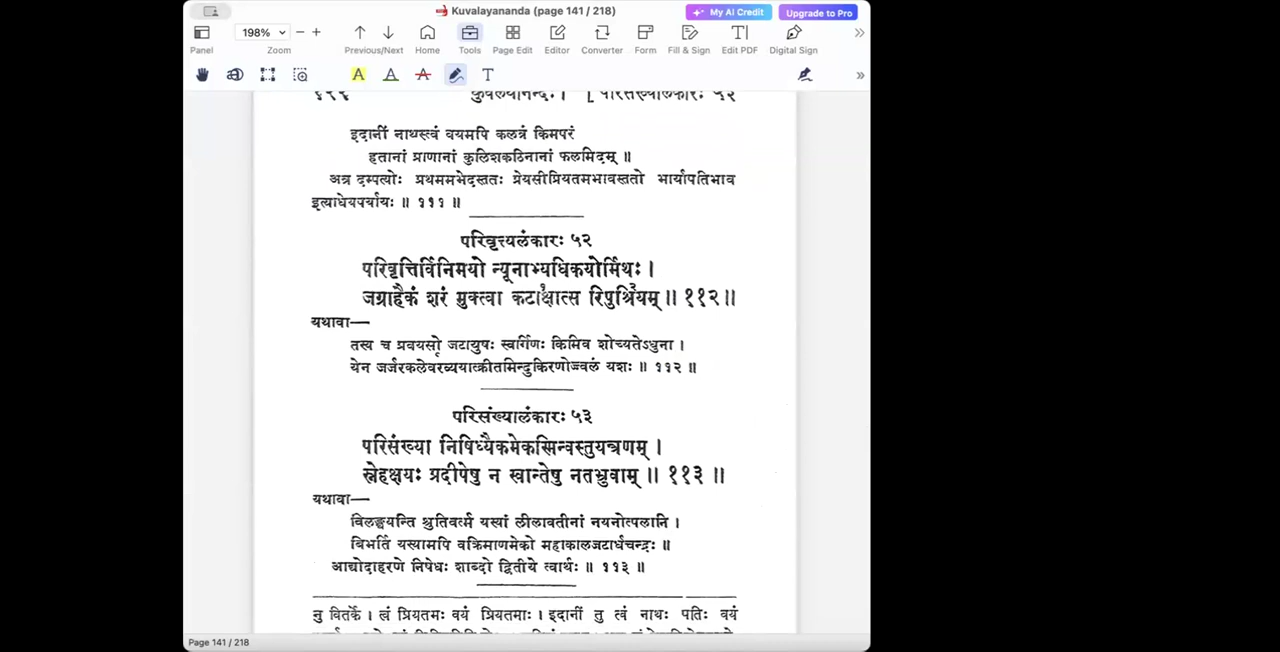 Kuvalayananda (page 141 / 218)
My AI Credit
Upgrade to Pro
198%
Panel
Zoom
Previous/Next
Home
Tools
Page Edit
Editor
Converter
Form
Fill & Sign
Edit PDF
Digital Sign
कुवलयानन्दः । [ परिसंख्यालंकारः ५३
इदानीं नाथस्त्वं वयमपि कलत्रं किमपरं
हतानां प्राणानां कुलिशकठिनानां फलमिदम् ॥
अत्र दम्पत्योः प्रथममभेदस्ततः प्रेयसीप्रियतमभावस्ततो भार्यापतिभाव
इत्याधेयपर्यायः ॥ १११ ॥
परिवृत्त्यलंकारः ५२
परिवृत्तिर्विनिमयो न्यूनाभ्यधिकयोर्मिथः ।
जग्राहैकं शरं मुक्त्वा कटाक्षात्स रिपुश्रियम् ॥ ११२ ॥
यथावा—
तस्य च प्रवयसो जटायुषः स्वर्गिणः किमिव शोच्यतेऽधुना ।
येन जर्जरकलेवरव्ययात्क्रीतमिन्दुकिरणोज्वलं यशः ॥ ११२ ॥
परिसंख्यालंकारः ५३
परिसंख्या निषिध्यैकमेकस्मिन्वस्तुयन्त्रणम् ।
स्नेहक्षयः प्रदीपेषु न स्वान्तेषु नतभ्रुवाम् ॥ ११३ ॥
यथावा—
विलङ्घयन्ति श्रुतिवर्त्म यस्यां लीलावतीनां नयनोत्पलानि ।
बिभर्ति यस्यामपि वक्रिमाणमेको महाकालजटार्धचन्द्रः ॥
आद्योदाहरणे निषेधः शाब्दो द्वितीये त्वार्थः ॥ ११३ ॥
नु वितर्के । त्वं प्रियतमः वयं प्रियतमाः । इदानीं तु त्वं नाथः पतिः वयं
Page 141 / 218